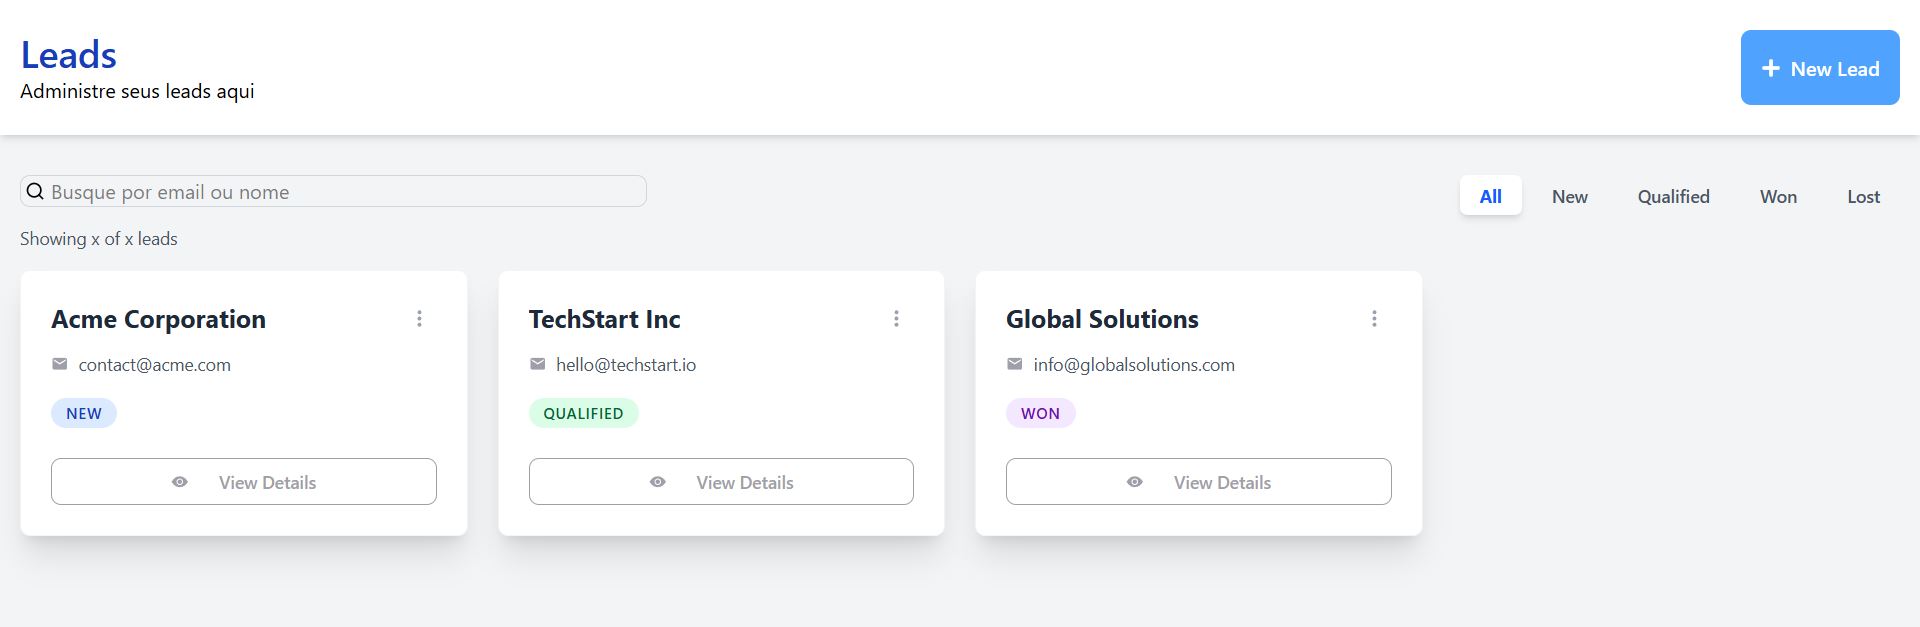 Leads
Administre seus leads aqui
New Lead
Busque por email ou nome
All New Qualified Won Lost
Showing x of x leads
Acme Corporation
contact@acme.com
NEW
View Details
TechStart Inc
hello@techstart.io
QUALIFIED
View Details
Global Solutions
info@globalsolutions.com
WON
View Details